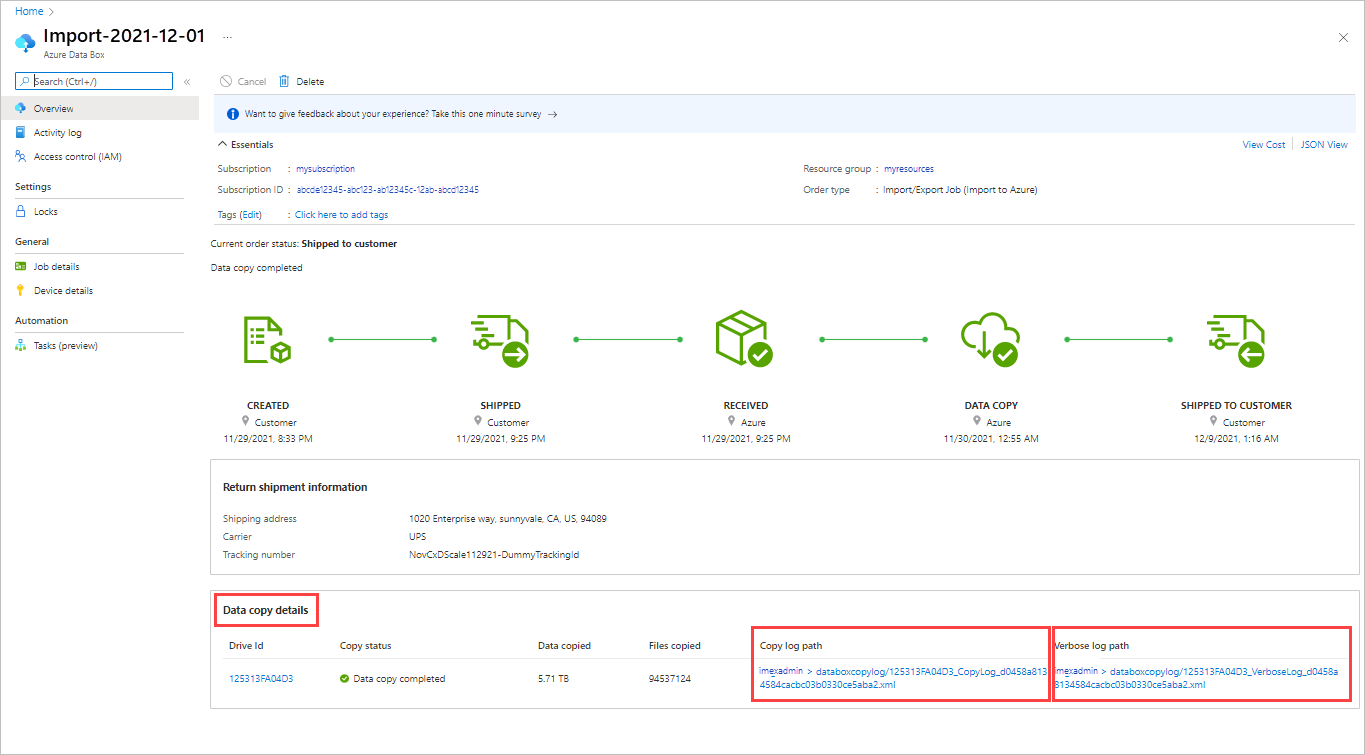 Home >
Import-2021-12-01 ...
Azure Data Box
Search (Ctrl+/) «
Overview
Activity log
Access control (IAM)
Settings
Locks
General
Job details
Device details
Automation
Tasks (preview)
Cancel Delete
Want to give feedback about your experience? Take this one minute survey →
Essentials View Cost JSON View
Subscription : mysubscription Resource group : myresources
Subscription ID : abcde12345-abc123-ab12345c-12ab-abcd12345 Order type : Import/Export Job (Import to Azure)
Tags (Edit) : Click here to add tags
Current order status: Shipped to customer
Data copy completed
CREATED SHIPPED RECEIVED DATA COPY SHIPPED TO CUSTOMER
Customer Customer Azure Azure Customer
11/29/2021, 8:33 PM 11/29/2021, 9:25 PM 11/29/2021, 9:25 PM 11/30/2021, 12:55 AM 12/9/2021, 1:16 AM
Return shipment information
Shipping address 1020 Enterprise way, sunnyvale, CA, US, 94089
Carrier UPS
Tracking number NovCxDScale112921-DummyTrackingId
Data copy details
Drive Id Copy status Data copied Files copied Copy log path Verbose log path
125313FA04D3 Data copy completed 5.71 TB 94537124
imexadmin > databoxcopylog/125313FA04D3_CopyLog_d0458a813
4584cacbc03b0330ce5aba2.xml
imexadmin > databoxcopylog/125313FA04D3_VerboseLog_d0458a
8134584cacbc03b0330ce5aba2.xml